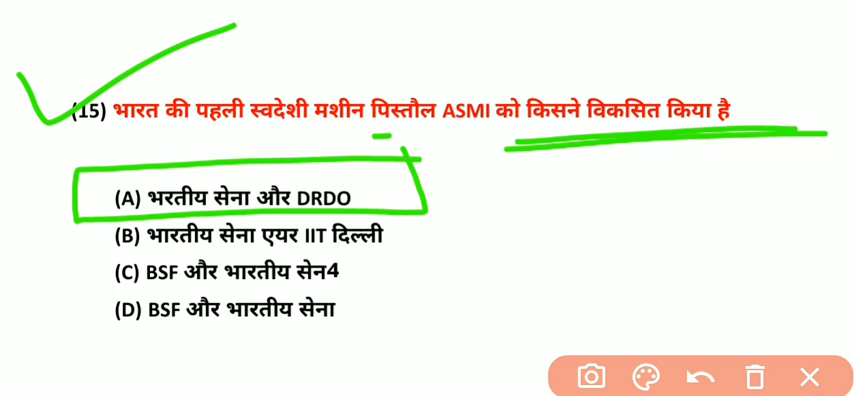 (15) भारत की पहली स्वदेशी मशीन पिस्तौल ASMI को किसने विकसित किया है
(A) भरतीय सेना और DRDO
(B) भारतीय सेना एयर IIT दिल्ली
(C) BSF और भारतीय सेन4
(D) BSF और भारतीय सेना